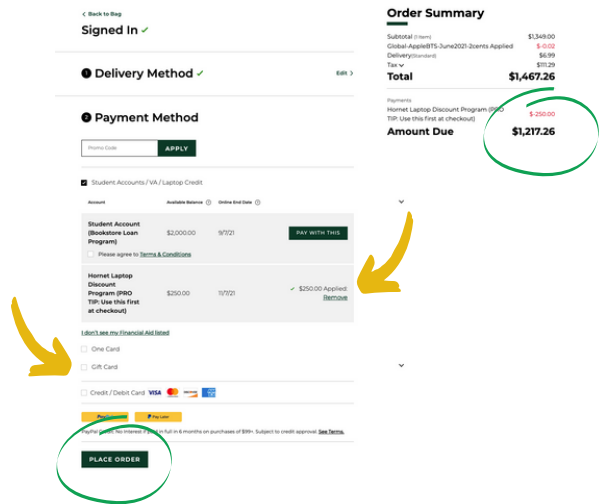 Back to Bag
Signed In
1 Delivery Method
Edit
2 Payment Method
Promo Code
APPLY
Student Accounts / VA / Laptop Credit
Account Available Balance Online End Date
Student Account
(Bookstore Loan
Program)
$2,000.00 9/7/21 PAY WITH THIS
Please agree to Terms & Conditions
Hornet Laptop
Discount
Program (PRO
TIP: Use this first
at checkout)
$250.00 11/7/21 $250.00 Applied:
Remove
I don't see my Financial Aid listed
One Card
Gift Card
Credit / Debit Card VISA
Pay Later
No interest if paid in full in 6 months on purchases of $99+. Subject to credit approval. See Terms.
PLACE ORDER
Order Summary
Subtotal (1 Item) $1,349.00
Global-AppleBTS-June2021-2cents Applied $-0.02
Delivery(Standard) $6.99
Tax $111.29
Total $1,467.26
Payments
Hornet Laptop Discount Program (PRO
TIP: Use this first at checkout) $-250.00
Amount Due $1,217.26